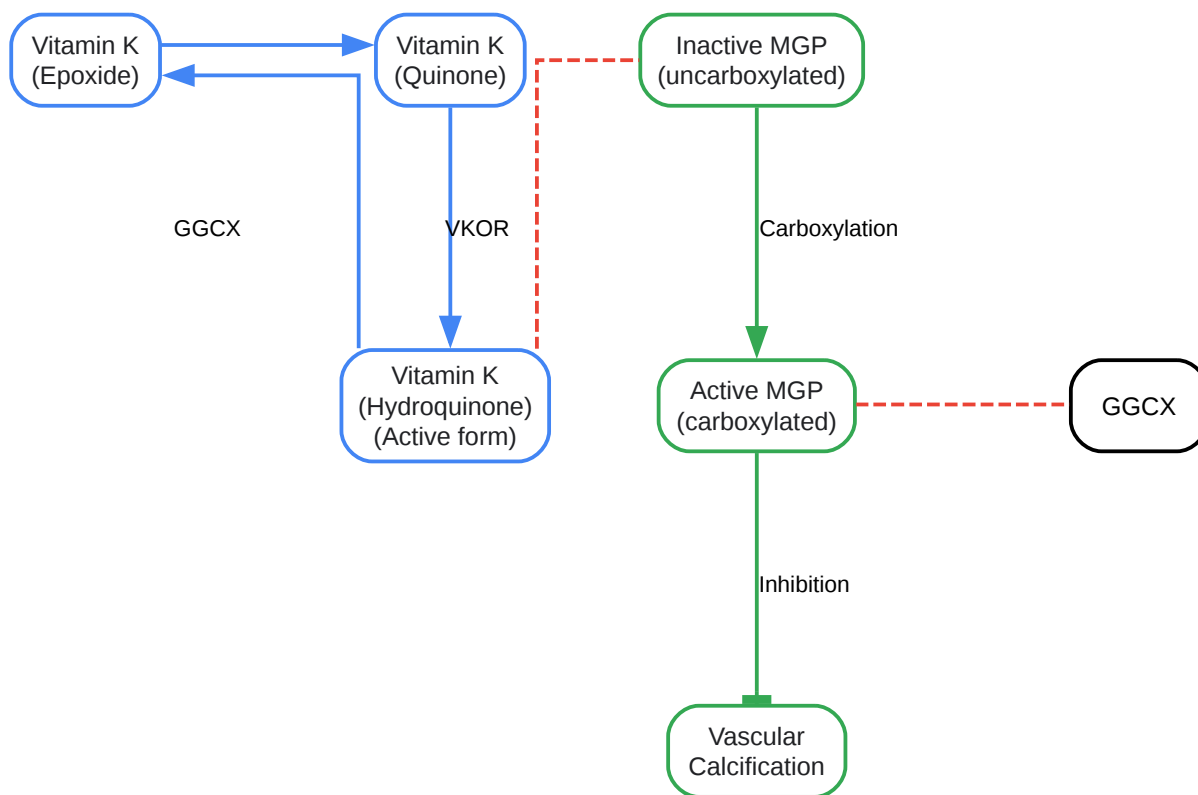 Vitamin K
(Epoxide)
Vitamin K
(Quinone)
Inactive MGP
(uncarboxylated)
GGCX
VKOR
Carboxylation
Vitamin K
(Hydroquinone)
(Active form)
Active MGP
(carboxylated)
GGCX
Inhibition
Vascular
Calcification